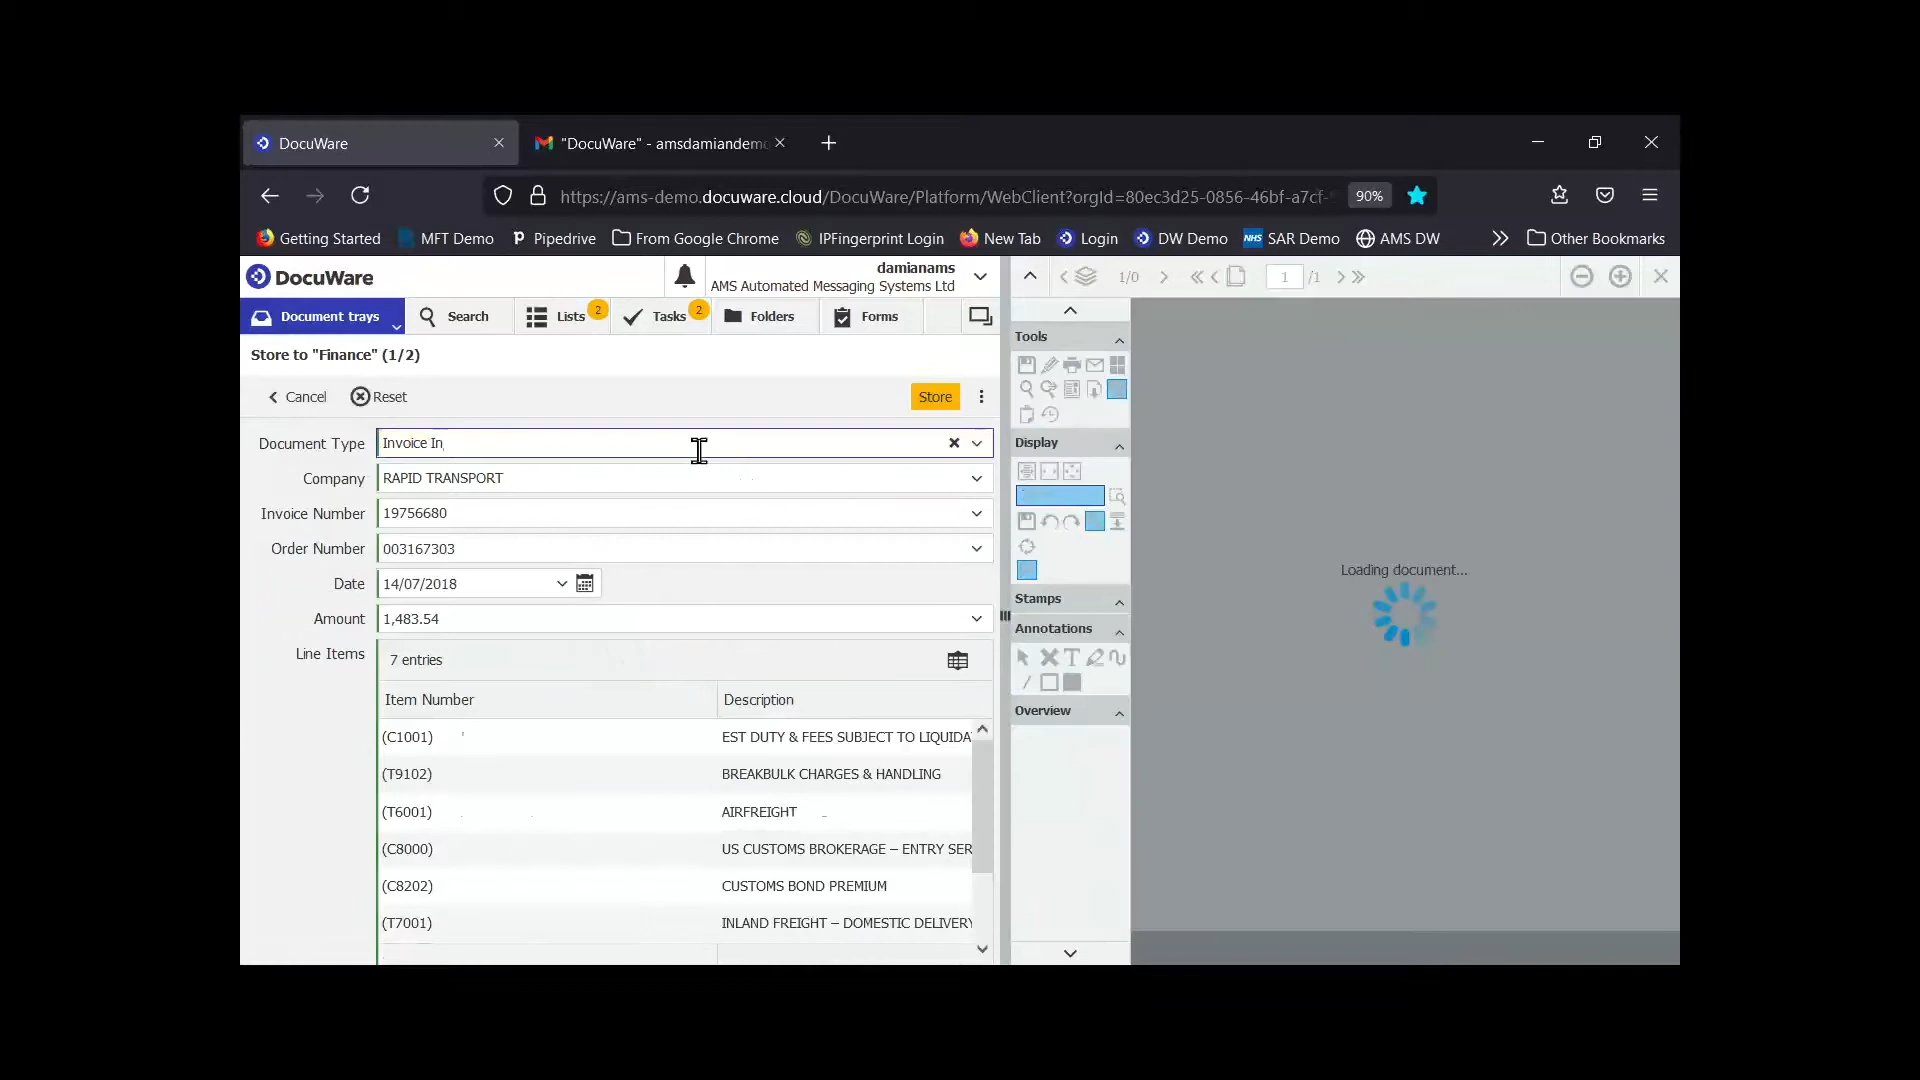 DocuWare
"DocuWare" - amsdamiandemo
https://ams-demo.docuware.cloud/DocuWare/Platform/WebClient?orgId=80ec3d25-0856-46bf-a7cf-
90%
Getting Started
MFT Demo
Pipedrive
From Google Chrome
IPFingerprint Login
New Tab
Login
DW Demo
NHS SAR Demo
AMS DW
Other Bookmarks
DocuWare
damianams
AMS Automated Messaging Systems Ltd
1/0
1 /1
Document trays
Search
Lists 2
Tasks 2
Folders
Forms
Store to "Finance" (1/2)
Cancel
Reset
Store
Document Type Invoice In
Company RAPID TRANSPORT
Invoice Number 19756680
Order Number 003167303
Date 14/07/2018
Amount 1,483.54
Line Items 7 entries
Item Number Description
(C1001) EST DUTY & FEES SUBJECT TO LIQUIDA
(T9102) BREAKBULK CHARGES & HANDLING
(T6001) AIRFREIGHT
(C8000) US CUSTOMS BROKERAGE – ENTRY SER
(C8202) CUSTOMS BOND PREMIUM
(T7001) INLAND FREIGHT – DOMESTIC DELIVERY
Tools
Display
Stamps
Annotations
Overview
Loading document...